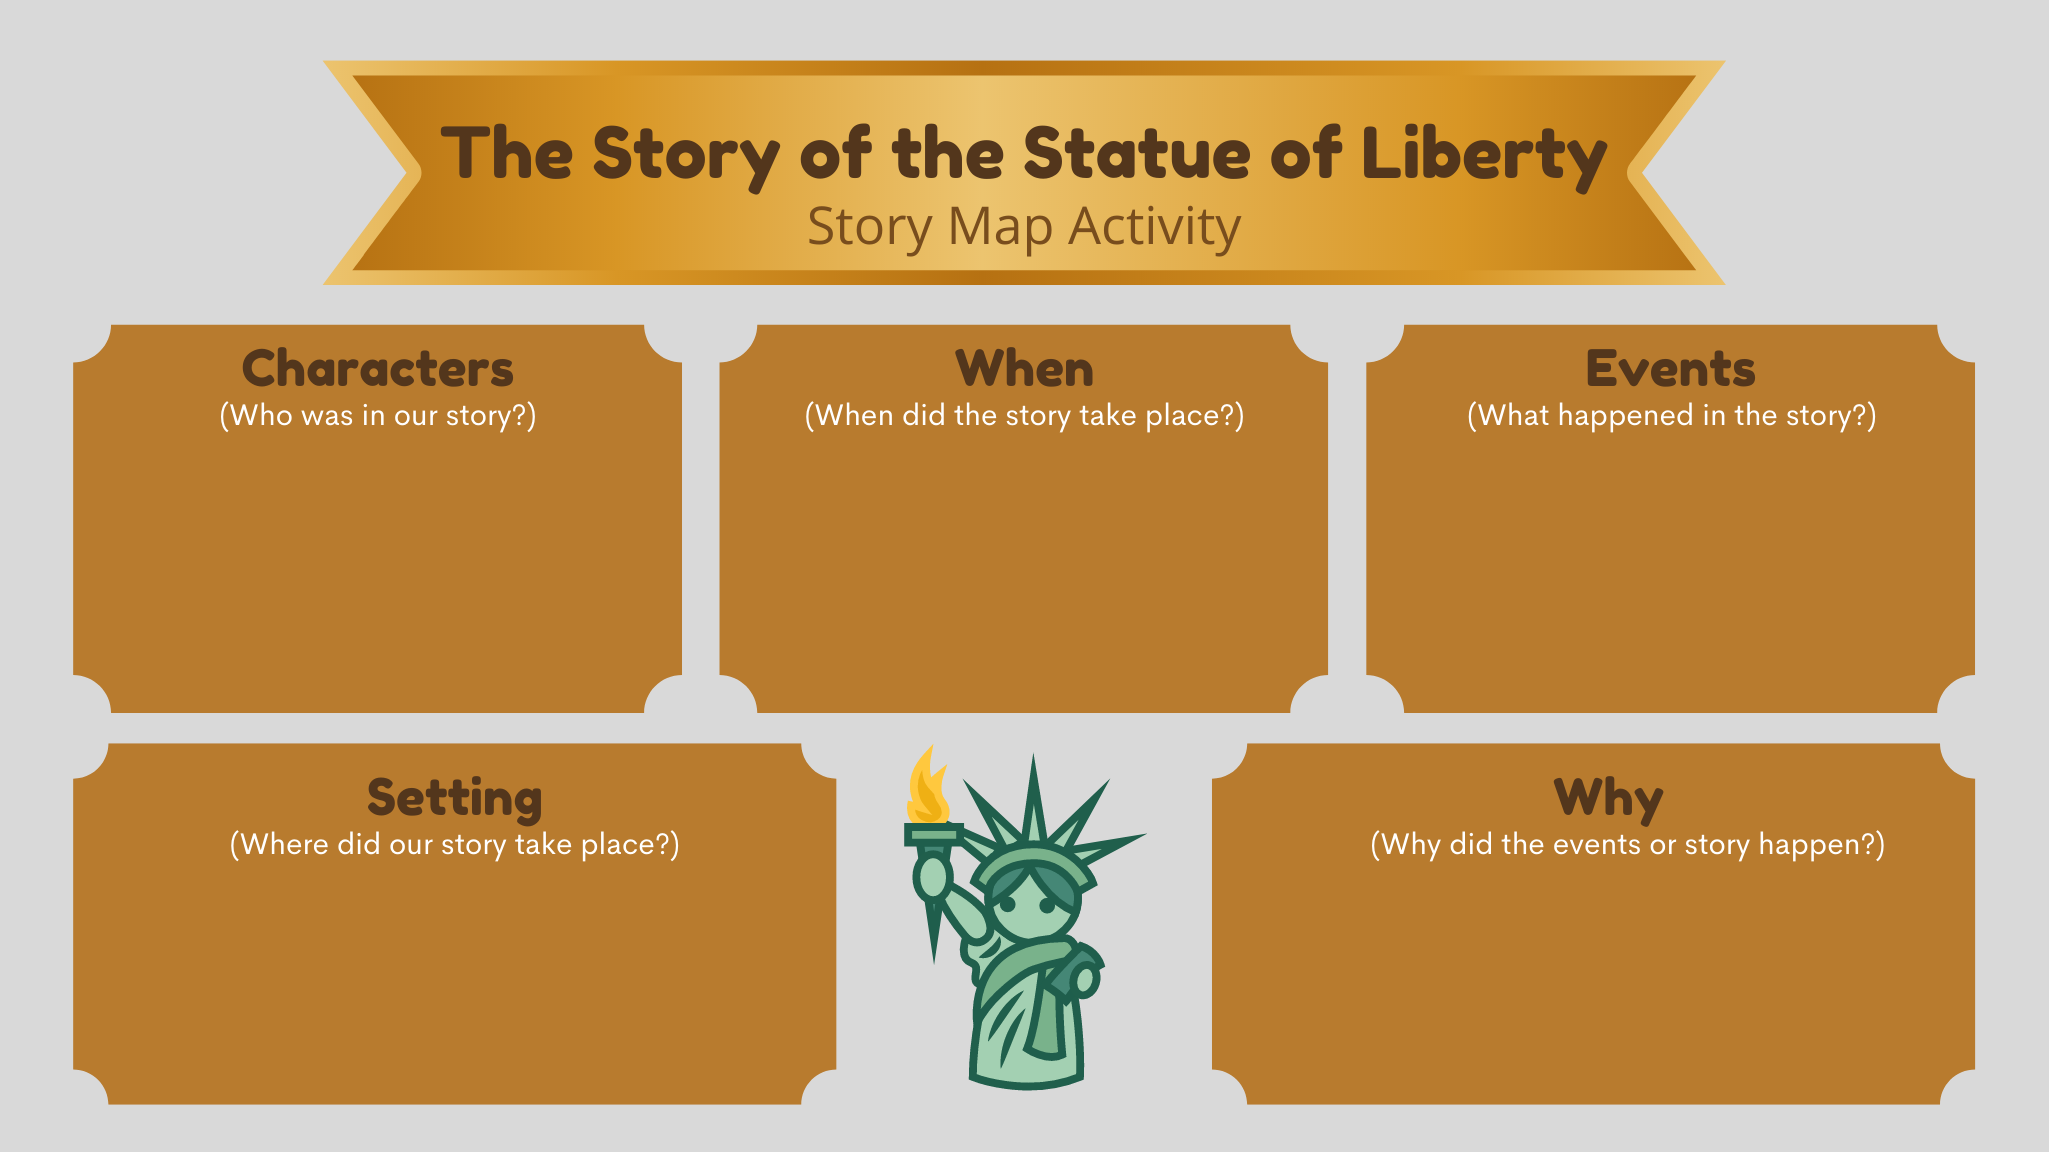 The Story of the Statue of Liberty
Story Map Activity
Characters
(Who was in our story?)
When
(When did the story take place?)
Events
(What happened in the story?)
Setting
(Where did our story take place?)
Why
(Why did the events or story happen?)